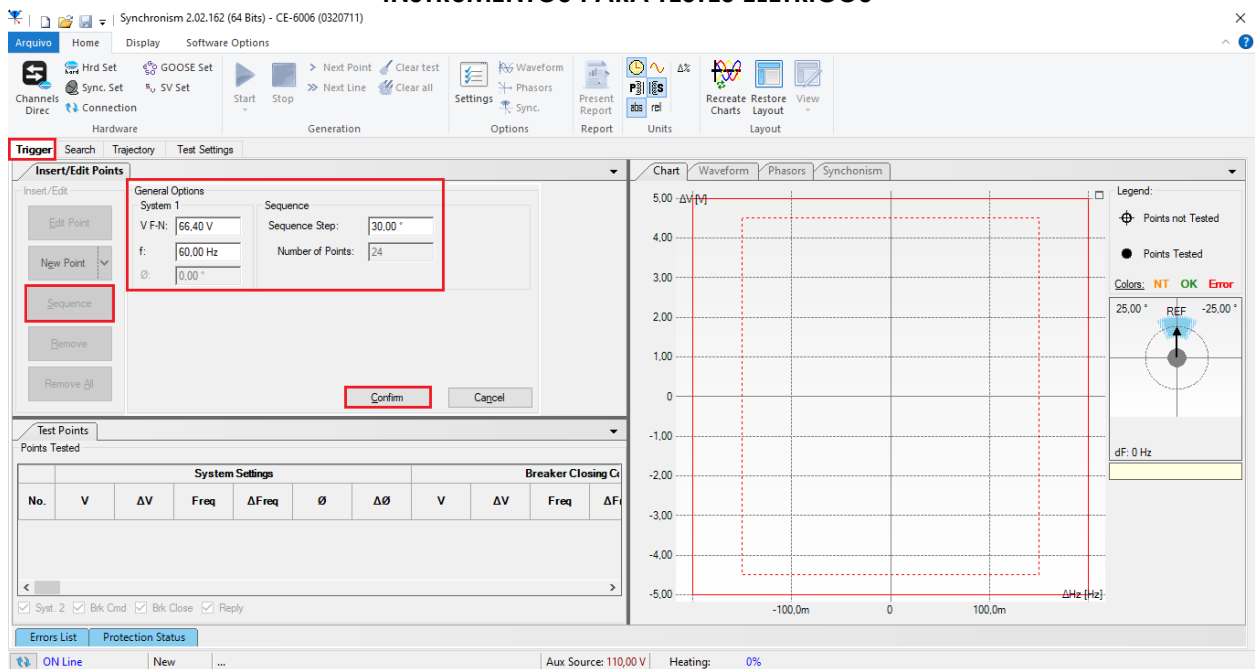 INSTRUMENTOS PARA TESTES ELÉTRICOS
Synchronism 2.02.162 (64 Bits) - CE-6006 (0320711)
Arquivo Home Display Software Options
Channels Direc
Hrd Set
Sync. Set
Connection
GOOSE Set
SV Set
Hardware
Start
Stop
Next Point
Next Line
Clear test
Clear all
Generation
Settings
Waveform
Phasors
Sync.
Options
Present Report
Report
Δ%
abs rel
Units
Recreate Charts
Restore Layout
View
Layout
Trigger Search Trajectory Test Settings
Insert/Edit Points
Insert/Edit
Edit Point
New Point
Sequence
Remove
Remove All
General Options
System 1
V F-N: 66,40 V
f: 60,00 Hz
Ø: 0,00 °
Sequence
Sequence Step: 30,00 °
Number of Points: 24
Confirm
Cancel
Test Points
Points Tested
System Settings
Breaker Closing
No. V ΔV Freq ΔFreq Ø ΔØ V ΔV Freq
Syst. 2 Brk Cmd Brk Close Reply
Errors List Protection Status
Chart Waveform Phasors Synchonism
ΔV [V]
5,00
4,00
3,00
2,00
1,00
0
-1,00
-2,00
-3,00
-4,00
-5,00
-100,0m 0 100,0m
ΔHz [Hz]
Legend:
Points not Tested
Points Tested
Colors: NT OK Error
25,00 ° REF -25,00 °
dF: 0 Hz
ON Line New ... Aux Source: 110,00 V Heating: 0%